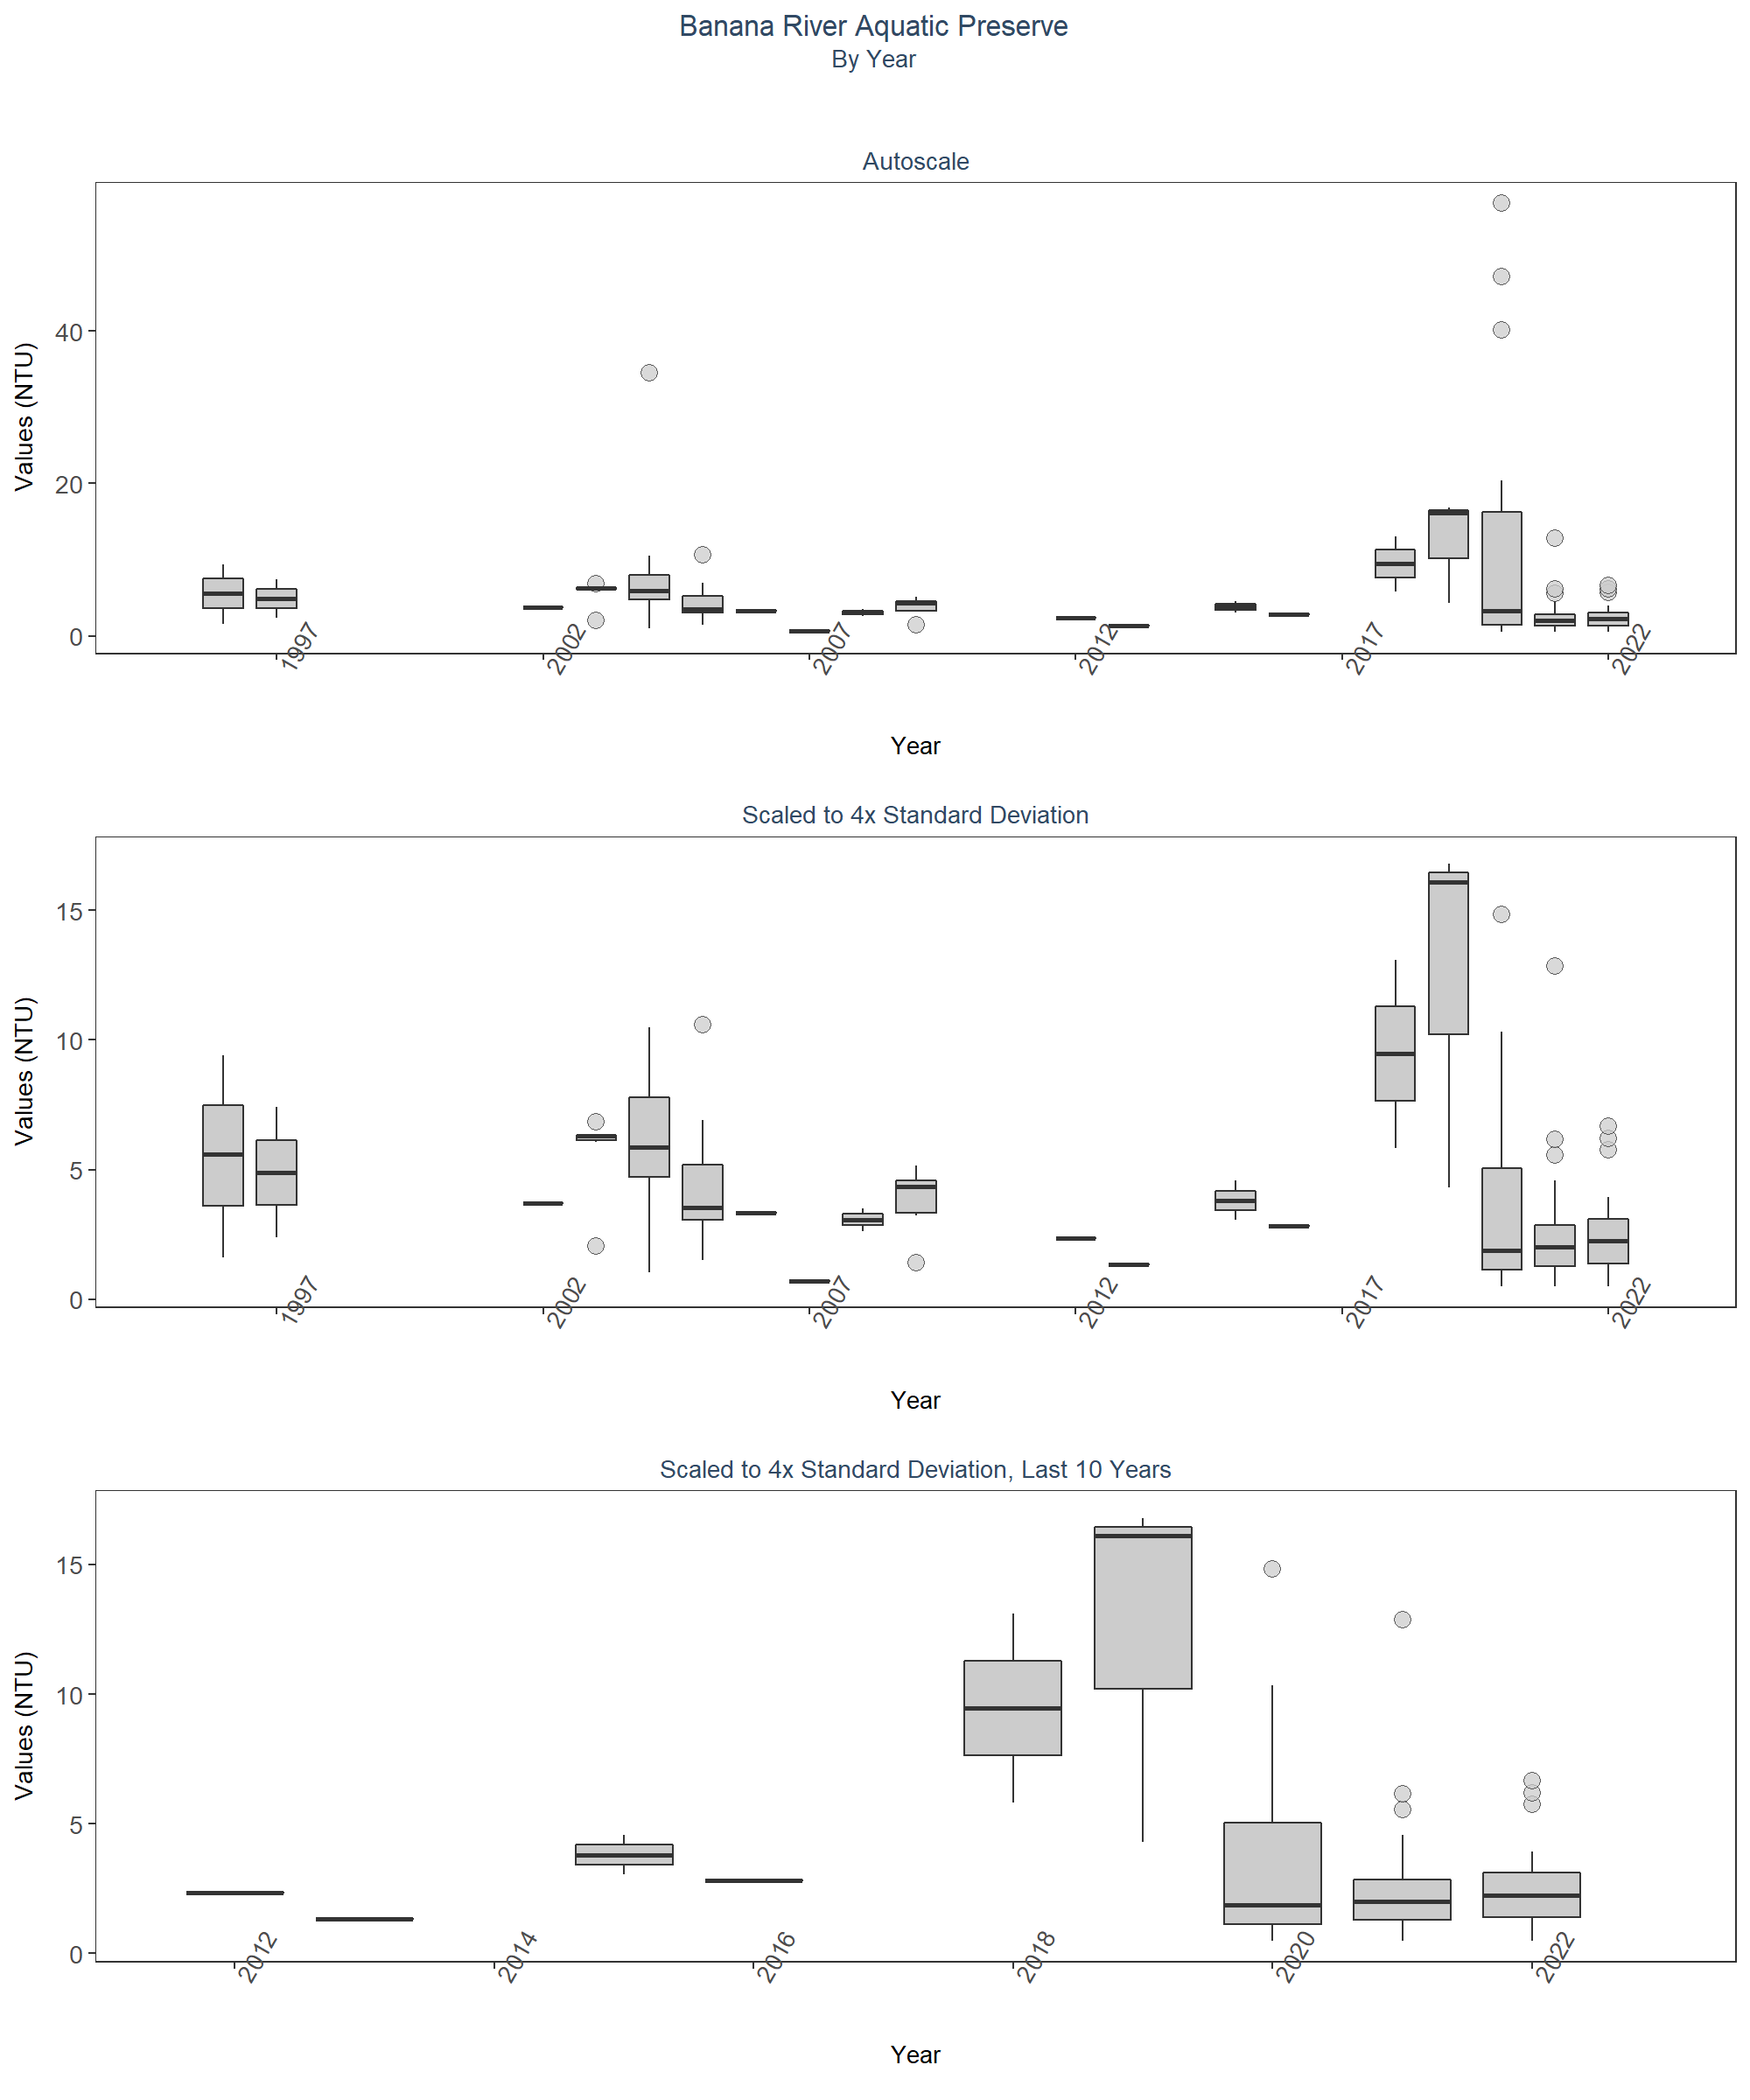 Banana River Aquatic Preserve
By Year
Autoscale
Values (NTU)
40
20
0
1997 2002 2007 2012 2017 2022
Year
Scaled to 4x Standard Deviation
Values (NTU)
15
10
5
0
1997 2002 2007 2012 2017 2022
Year
Scaled to 4x Standard Deviation, Last 10 Years
Values (NTU)
15
10
5
0
2012 2014 2016 2018 2020 2022
Year